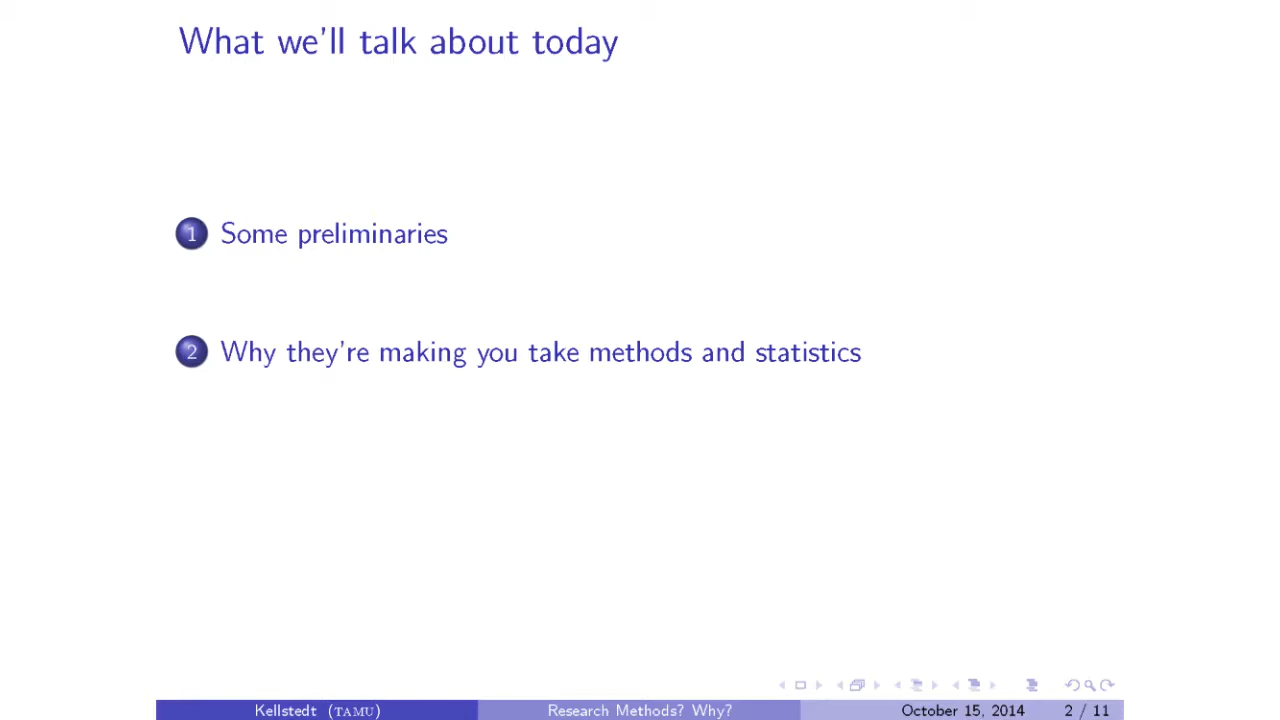 What we'll talk about today
1 Some preliminaries
2 Why they're making you take methods and statistics
Kellstedt (TAMU) Research Methods? Why? October 15, 2014 2 / 11